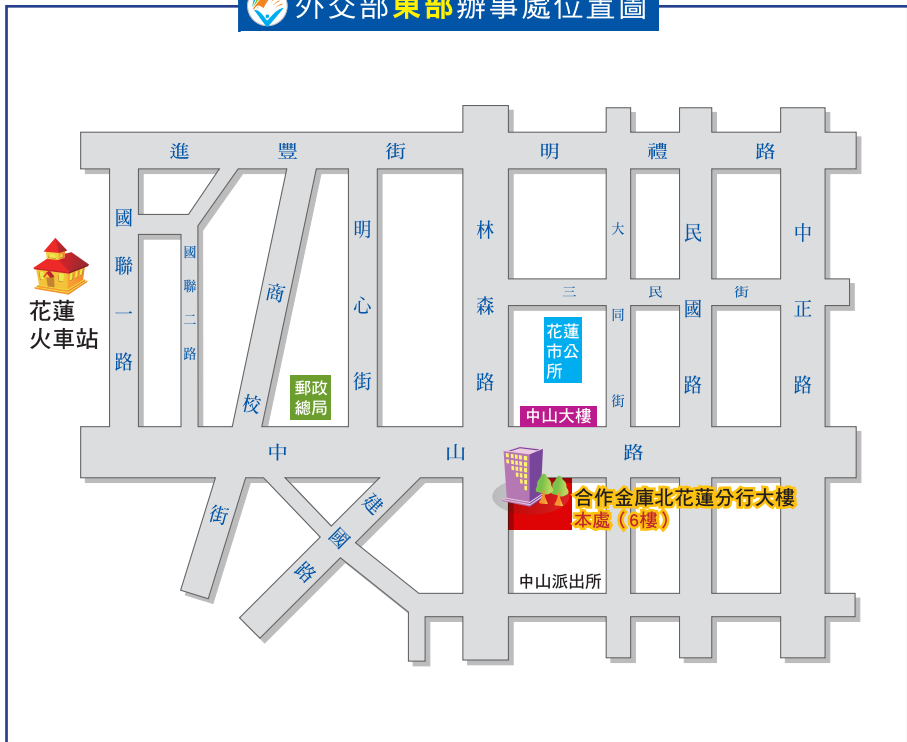 外交部東部辦事處位置圖
進豐街
明禮路
國聯一路
國聯二路
商校街
明心街
林森路
大同街
民國路
中正路
三民街
花蓮
火車站
郵政
總局
花蓮
市公
所
中山大樓
中山路
合作金庫北花蓮分行大樓
本處（6樓）
建國路
中山派出所